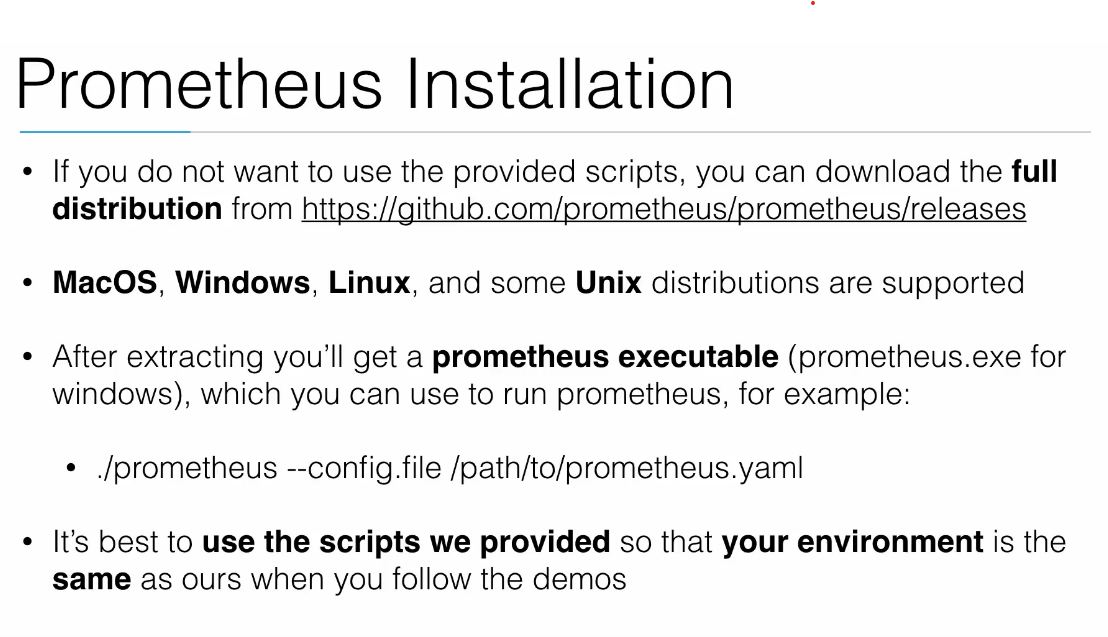 Prometheus Installation
• If you do not want to use the provided scripts, you can download the full
distribution from https://github.com/prometheus/prometheus/releases
• MacOS, Windows, Linux, and some Unix distributions are supported
• After extracting you'll get a prometheus executable (prometheus.exe for
windows), which you can use to run prometheus, for example:
• ./prometheus --config.file /path/to/prometheus.yaml
• It's best to use the scripts we provided so that your environment is the
same as ours when you follow the demos